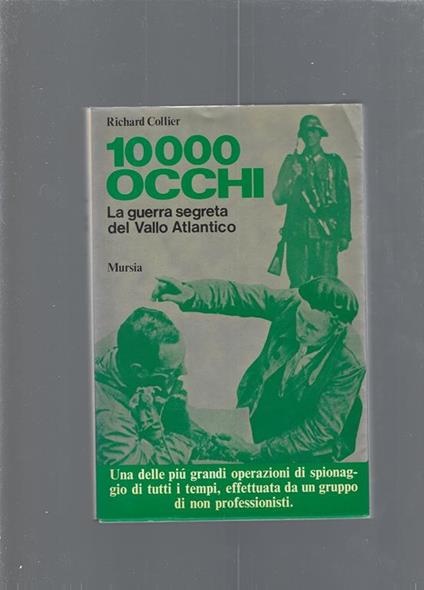 Richard Collier
10000
OCCHI
La guerra segreta
del Vallo Atlantico
Mursia
Una delle piú grandi operazioni di spionag-
gio di tutti i tempi, effettuata da un gruppo
di non professionisti.